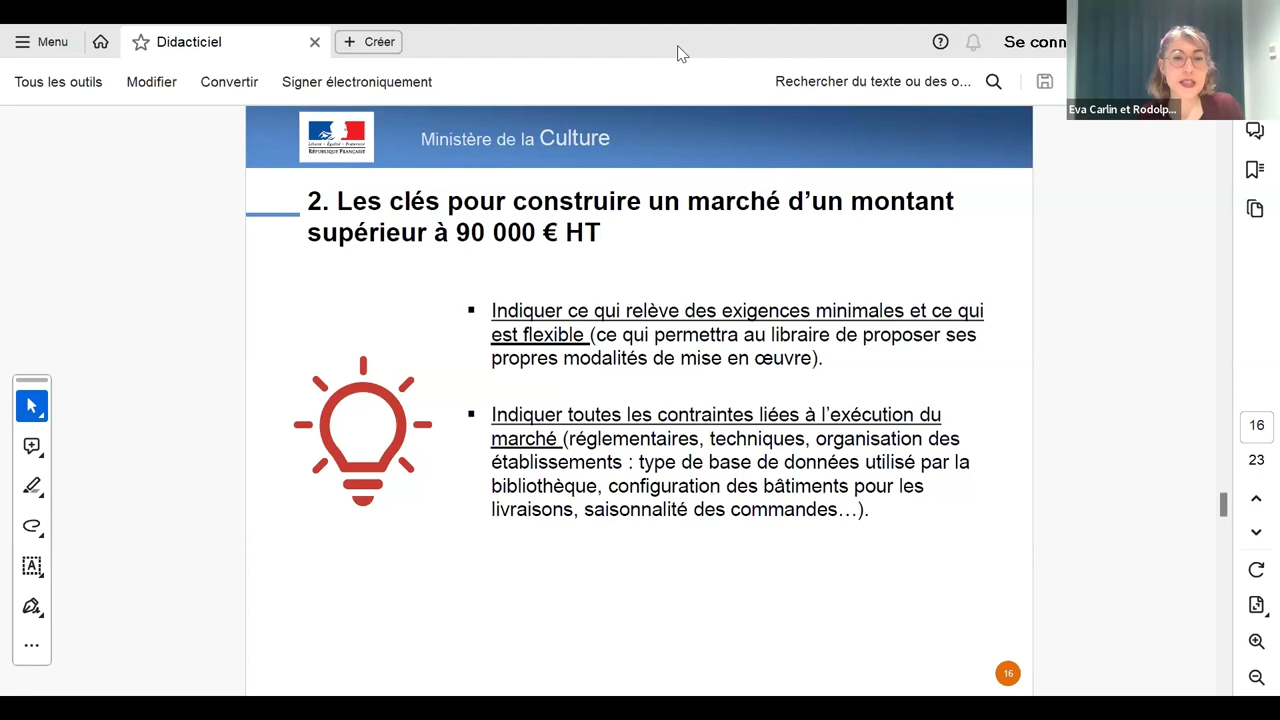 Menu
Didacticiel
Créer
Se conn
Tous les outils
Modifier
Convertir
Signer électroniquement
Rechercher du texte ou des o...
Eva Carlin et Rodolp...
RÉPUBLIQUE FRANÇAISE
Ministère de la Culture
2. Les clés pour construire un marché d’un montant
supérieur à 90 000 € HT
▪ Indiquer ce qui relève des exigences minimales et ce qui
est flexible (ce qui permettra au libraire de proposer ses
propres modalités de mise en œuvre).
▪ Indiquer toutes les contraintes liées à l’exécution du
marché (réglementaires, techniques, organisation des
établissements : type de base de données utilisé par la
bibliothèque, configuration des bâtiments pour les
livraisons, saisonnalité des commandes…).
16
16
23